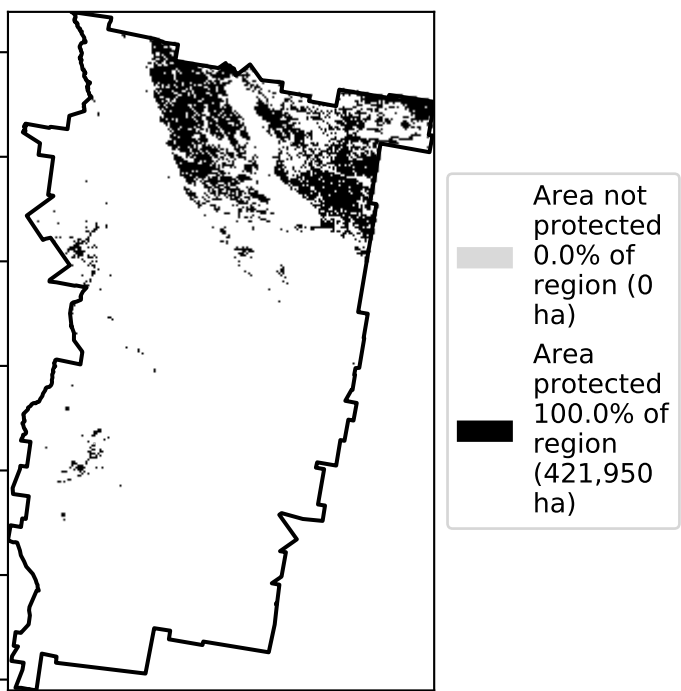 Area not
protected
0.0% of
region (0
ha)
Area
protected
100.0% of
region
(421,950
ha)